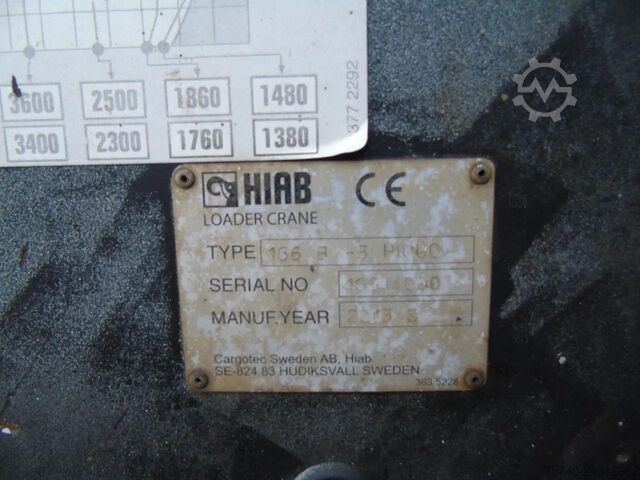 3600 2500 1860 1480
3400 2300 1760 1380
377 2292
HIAB CE
LOADER CRANE
TYPE
SERIAL NO
MANUF.YEAR
Cargotec Sweden AB, Hiab
SE-824 83 HUDIKSVALL SWEDEN
363 5228